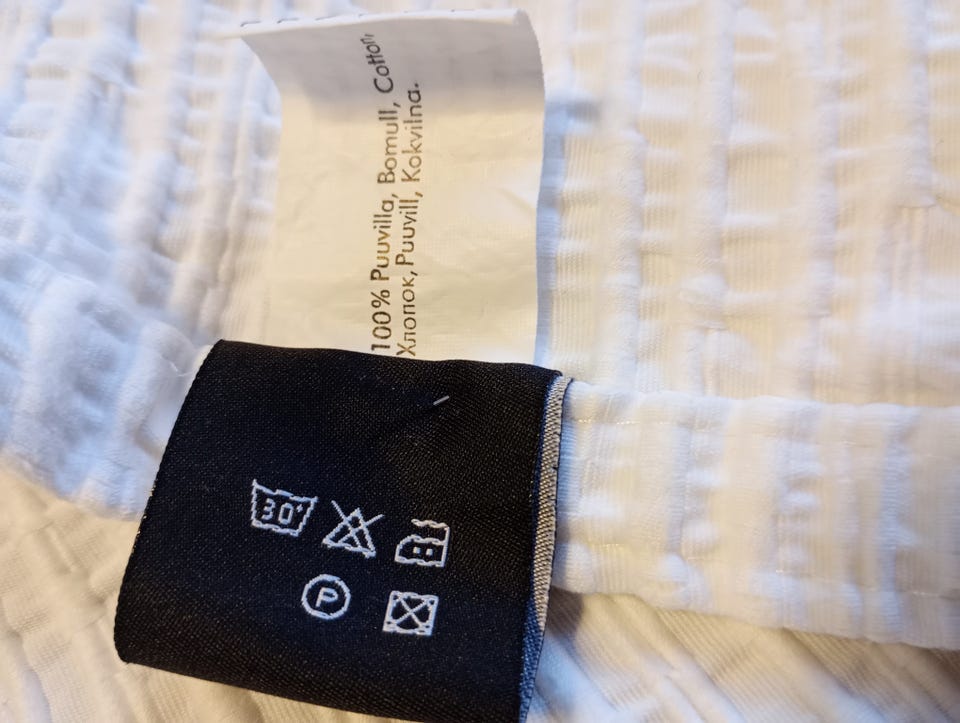 100% Puuvilla, Bomull, Cotton,
Хлопок, Puuvill, Kokvilna.
30°
P